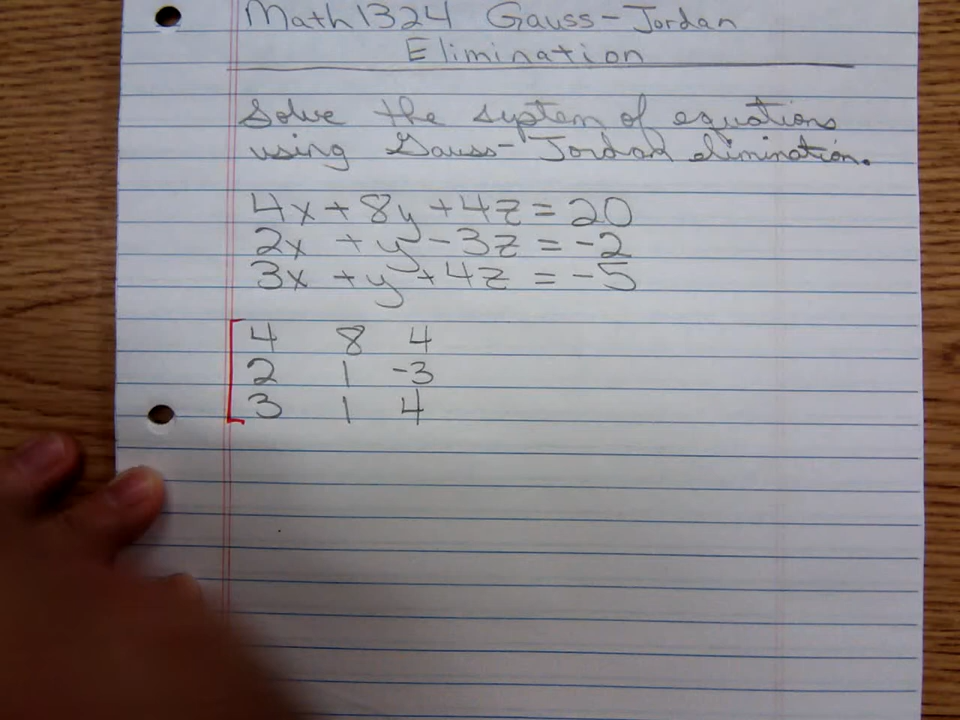 Math 1324 Gauss-Jordan
Elimination
Solve the system of equations
using Gauss-Jordan elimination.
4x + 8y + 4z = 20
2x + y - 3z = -2
3x + y + 4z = -5
4 8 4
2 1 -3
3 1 4